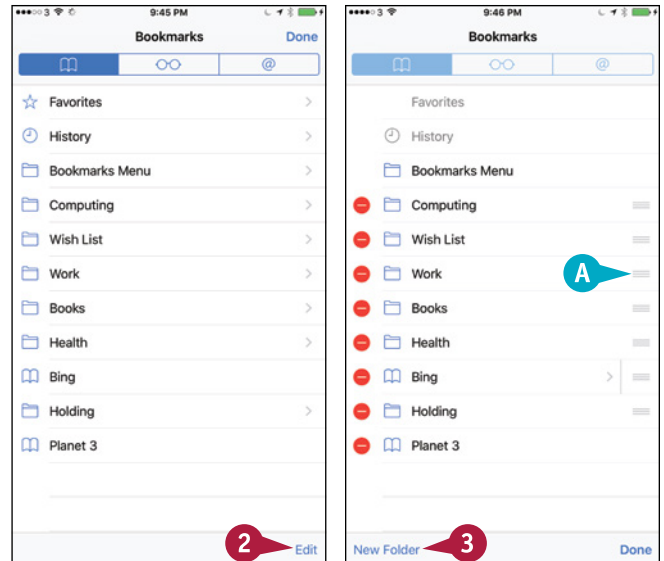 3 9:45 PM
Bookmarks Done
@
Favorites
History
Bookmarks Menu
Computing
Wish List
Work
Books
Health
Bing
Holding
Planet 3
2 Edit
3 9:46 PM
Bookmarks
@
Favorites
History
Bookmarks Menu
Computing
Wish List
Work A
Books
Health
Bing
Holding
Planet 3
New Folder 3 Done